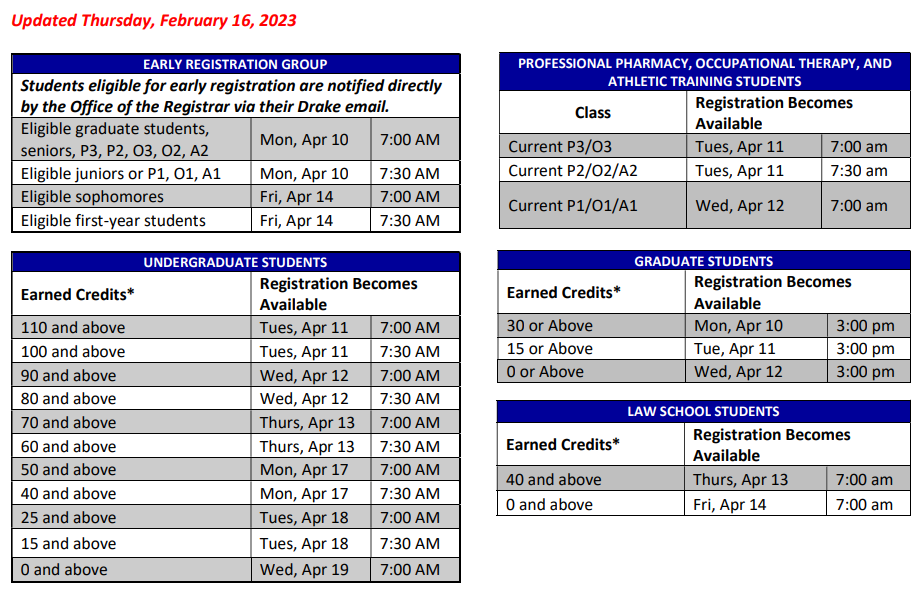 Updated Thursday, February 16, 2023
EARLY REGISTRATION GROUP
Students eligible for early registration are notified directly
by the Office of the Registrar via their Drake email.
Eligible graduate students,
seniors, P3, P2, O3, O2, A2 Mon, Apr 10 7:00 AM
Eligible juniors or P1, O1, A1 Mon, Apr 10 7:30 AM
Eligible sophomores Fri, Apr 14 7:00 AM
Eligible first-year students Fri, Apr 14 7:30 AM
UNDERGRADUATE STUDENTS
Earned Credits* Registration Becomes
Available
110 and above Tues, Apr 11 7:00 AM
100 and above Tues, Apr 11 7:30 AM
90 and above Wed, Apr 12 7:00 AM
80 and above Wed, Apr 12 7:30 AM
70 and above Thurs, Apr 13 7:00 AM
60 and above Thurs, Apr 13 7:30 AM
50 and above Mon, Apr 17 7:00 AM
40 and above Mon, Apr 17 7:30 AM
25 and above Tues, Apr 18 7:00 AM
15 and above Tues, Apr 18 7:30 AM
0 and above Wed, Apr 19 7:00 AM
PROFESSIONAL PHARMACY, OCCUPATIONAL THERAPY, AND
ATHLETIC TRAINING STUDENTS
Class Registration Becomes
Available
Current P3/O3 Tues, Apr 11 7:00 am
Current P2/O2/A2 Tues, Apr 11 7:30 am
Current P1/O1/A1 Wed, Apr 12 7:00 am
GRADUATE STUDENTS
Earned Credits* Registration Becomes
Available
30 or Above Mon, Apr 10 3:00 pm
15 or Above Tue, Apr 11 3:00 pm
0 or Above Wed, Apr 12 3:00 pm
LAW SCHOOL STUDENTS
Earned Credits* Registration Becomes
Available
40 and above Thurs, Apr 13 7:00 am
0 and above Fri, Apr 14 7:00 am